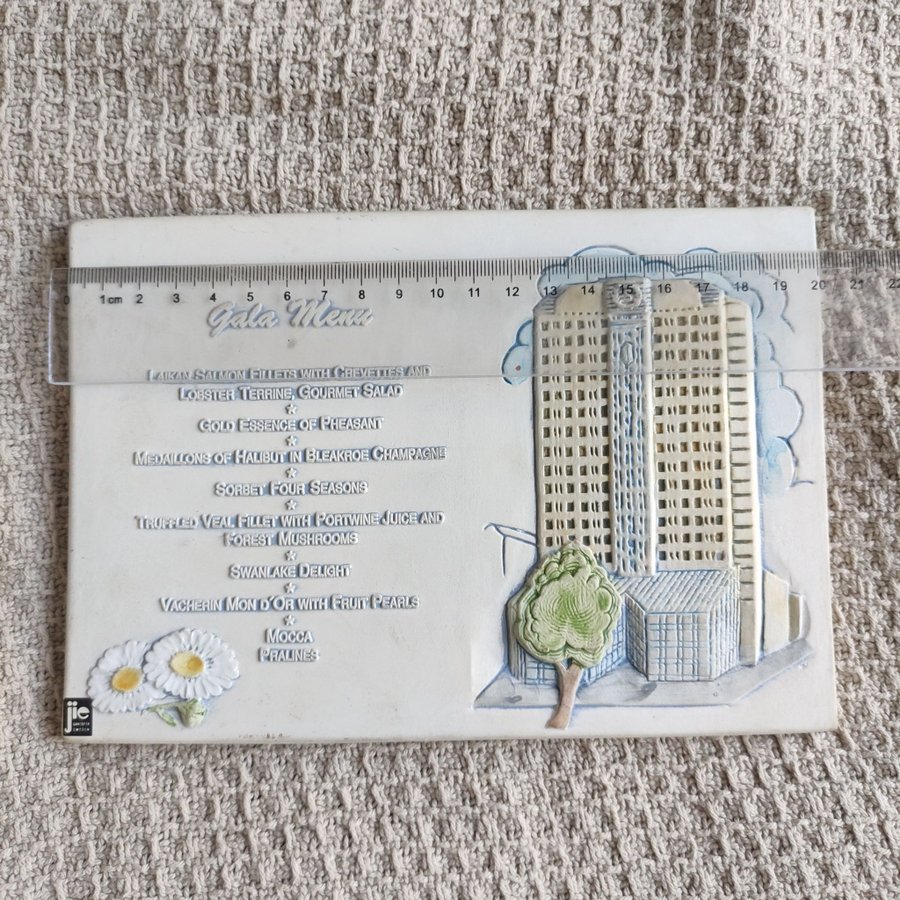 0 1cm 2 3 4 5 6 7 8 9 10 11 12 13 14 15 16 17 18 19 20 21 22
Gala Menu
LAIKAN SALMON FILLETS WITH CREVETTES AND
LOBSTER TERRINE, GOURMET SALAD
GOLD ESSENCE OF PHEASANT
MEDAILLONS OF HALIBUT IN BLEAKROE CHAMPAGNE
SORBET FOUR SEASONS
TRUFFLED VEAL FILLET WITH PORTWINE JUICE AND
FOREST MUSHROOMS
SWANLAKE DELIGHT
VACHERIN MON D'OR WITH FRUIT PEARLS
MOCCA
PRALINES
jie